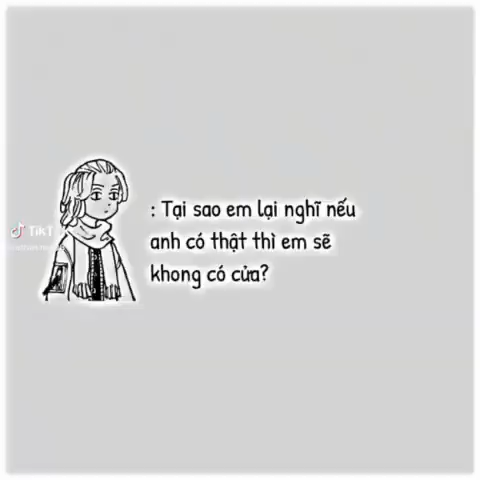 : Tại sao em lại nghĩ nếu
anh có thật thì em sẽ
khong có cửa?